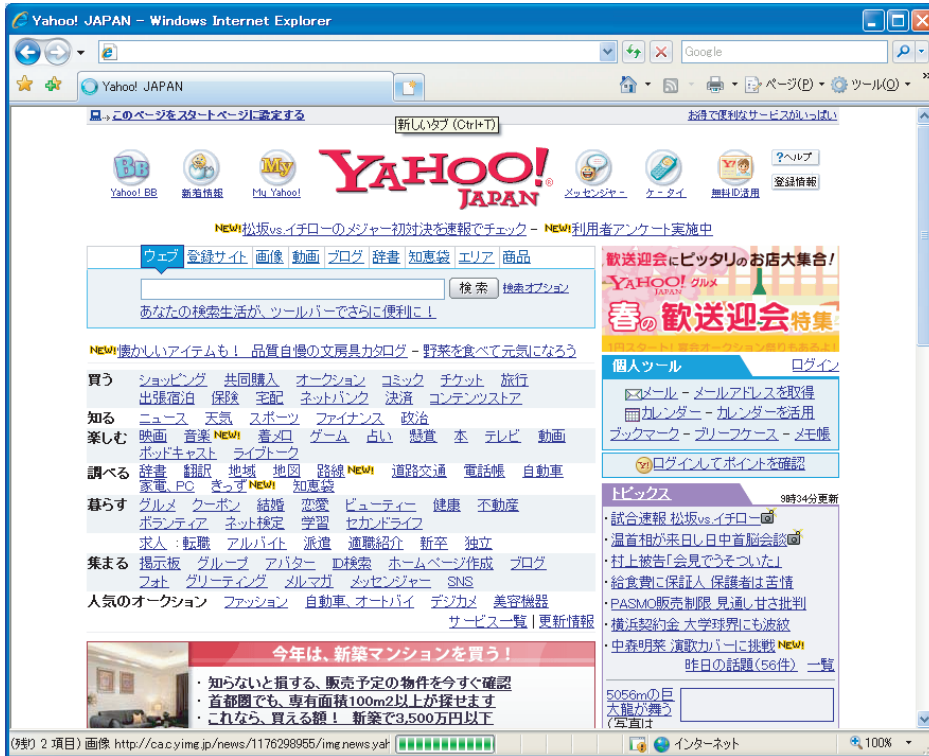 Yahoo! JAPAN - Windows Internet Explorer
Google
Yahoo! JAPAN
ページ(P)
ツール(O)
»
→このページをスタートページに設定する
新しいタブ (Ctrl+T)
お得で便利なサービスがいっぱい
BB
My
YAHOO!
JAPAN
?ヘルプ
登録情報
Yahoo! BB 新着情報 My Yahoo! メッセンジャー ケータイ 無料ID活用
NEW!松坂vs.イチローのメジャー初対決を速報でチェック - NEW!利用者アンケート実施中
ウェブ 登録サイト 画像 動画 ブログ 辞書 知恵袋 エリア 商品
検索 検索オプション
あなたの検索生活が、ツールバーでさらに便利に!
歓送迎会にピッタリのお店大集合!
YAHOO! グルメ
JAPAN
春の歓送迎会特集
1円スタート!宴会オークション祭りもあるよ!
NEW!懐かしいアイテムも! 品質自慢の文房具カタログ - 野菜を食べて元気になろう
買う ショッピング 共同購入 オークション コミック チケット 旅行
出張宿泊 保険 宅配 ネットバンク 決済 コンテンツストア
知る ニュース 天気 スポーツ ファイナンス 政治
楽しむ 映画 音楽NEW! 着メロ ゲーム 占い 懸賞 本 テレビ 動画
ポッドキャスト ライブトーク
調べる 辞書 翻訳 地域 地図 路線NEW! 道路交通 電話帳 自動車
家電、PC きっずNEW! 知恵袋
暮らす グルメ クーポン 結婚 恋愛 ビューティー 健康 不動産
ボランティア ネット検定 学習 セカンドライフ
求人:転職 アルバイト 派遣 適職紹介 新卒 独立
集まる 掲示板 グループ アバター ID検索 ホームページ作成 ブログ
フォト グリーティング メルマガ メッセンジャー SNS
人気のオークション ファッション 自動車、オートバイ デジカメ 美容機器
サービス一覧 | 更新情報
個人ツール ログイン
メール - メールアドレスを取得
カレンダー - カレンダーを活用
ブックマーク - ブリーフケース - メモ帳
ログインしてポイントを確認
トピックス 9時34分更新
・試合速報 松坂vs.イチロー
・温首相が来日し日中首脳会談
・村上被告「会見でうそついた」
・給食費に保証人 保護者は苦情
・PASMO販売制限 見通し甘さ批判
・横浜契約金 大学球界にも波紋
・中森明菜 演歌カバーに挑戦NEW!
昨日の話題(56件) 一覧
今年は、新築マンションを買う!
・知らないと損する、販売予定の物件を今すぐ確認
・首都圏でも、専有面積100m2以上が探せます
・これなら、買える額! 新築で3,500万円以下
5056mの巨
大龍が舞う
(写真は
(残り 2 項目) 画像 http://ca.c.yimg.jp/news/1176298955/img.news.yah
インターネット
100%